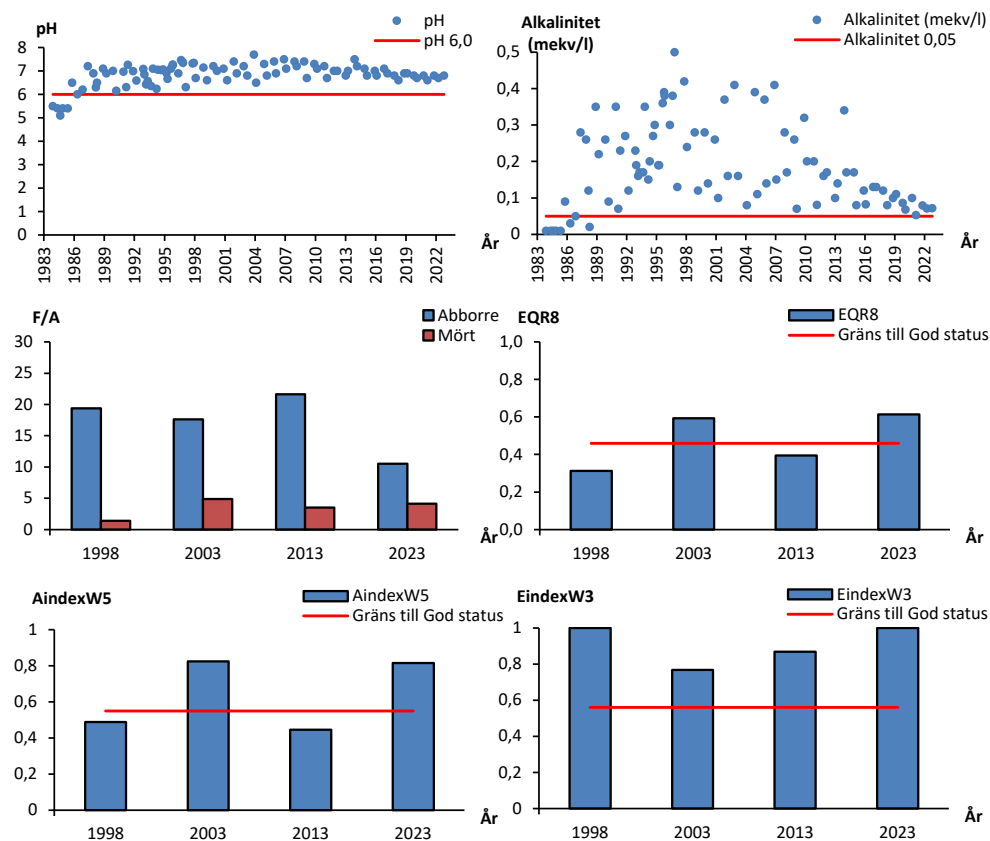 pH
pH
pH 6,0
8
7
6
5
4
3
2
1
0
1983
1986
1989
1992
1995
1998
2001
2004
2007
2010
2013
2016
2019
2022
År
Alkalinitet
(mekv/l)
Alkalinitet (mekv/l)
Alkalinitet 0,05
0,5
0,4
0,3
0,2
0,1
0
1983
1986
1989
1992
1995
1998
2001
2004
2007
2010
2013
2016
2019
2022
År
F/A
Abborre
Mört
30
25
20
15
10
5
0
1998 2003 2013 2023
År
EQR8
EQR8
Gräns till God status
1,0
0,8
0,6
0,4
0,2
0,0
1998 2003 2013 2023
År
AindexW5
AindexW5
Gräns till God status
1
0,8
0,6
0,4
0,2
0
1998 2003 2013 2023
År
EindexW3
EindexW3
Gräns till God status
1
0,8
0,6
0,4
0,2
0
1998 2003 2013 2023
År